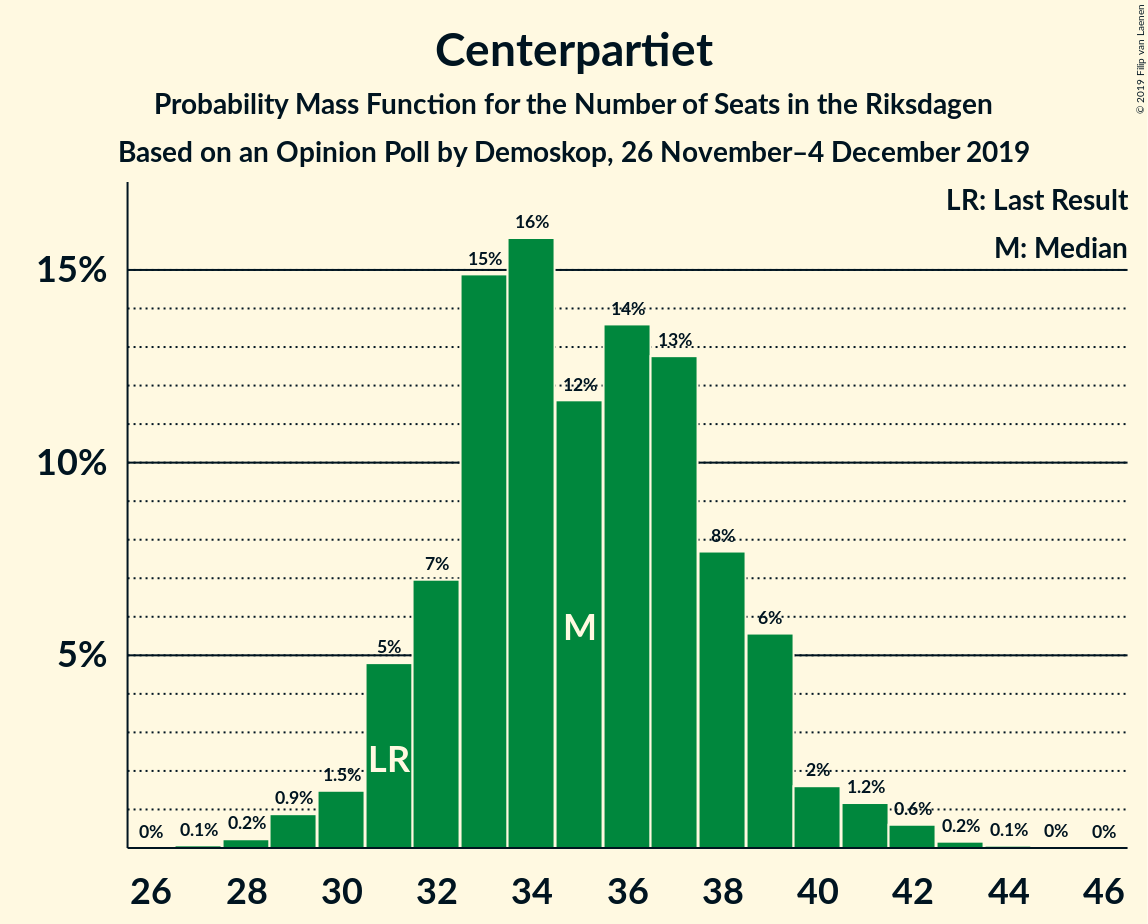 Centerpartiet
Probability Mass Function for the Number of Seats in the Riksdagen
Based on an Opinion Poll by Demoskop, 26 November–4 December 2019
© 2019 Filip van Laenen
LR: Last Result
M: Median
15%
10%
5%
0%
0.1%
0.2%
0.9%
1.5%
5%
7%
15%
16%
12%
14%
13%
8%
6%
2%
1.2%
0.6%
0.2%
0.1%
0%
0%
LR
M
26 28 30 32 34 36 38 40 42 44 46